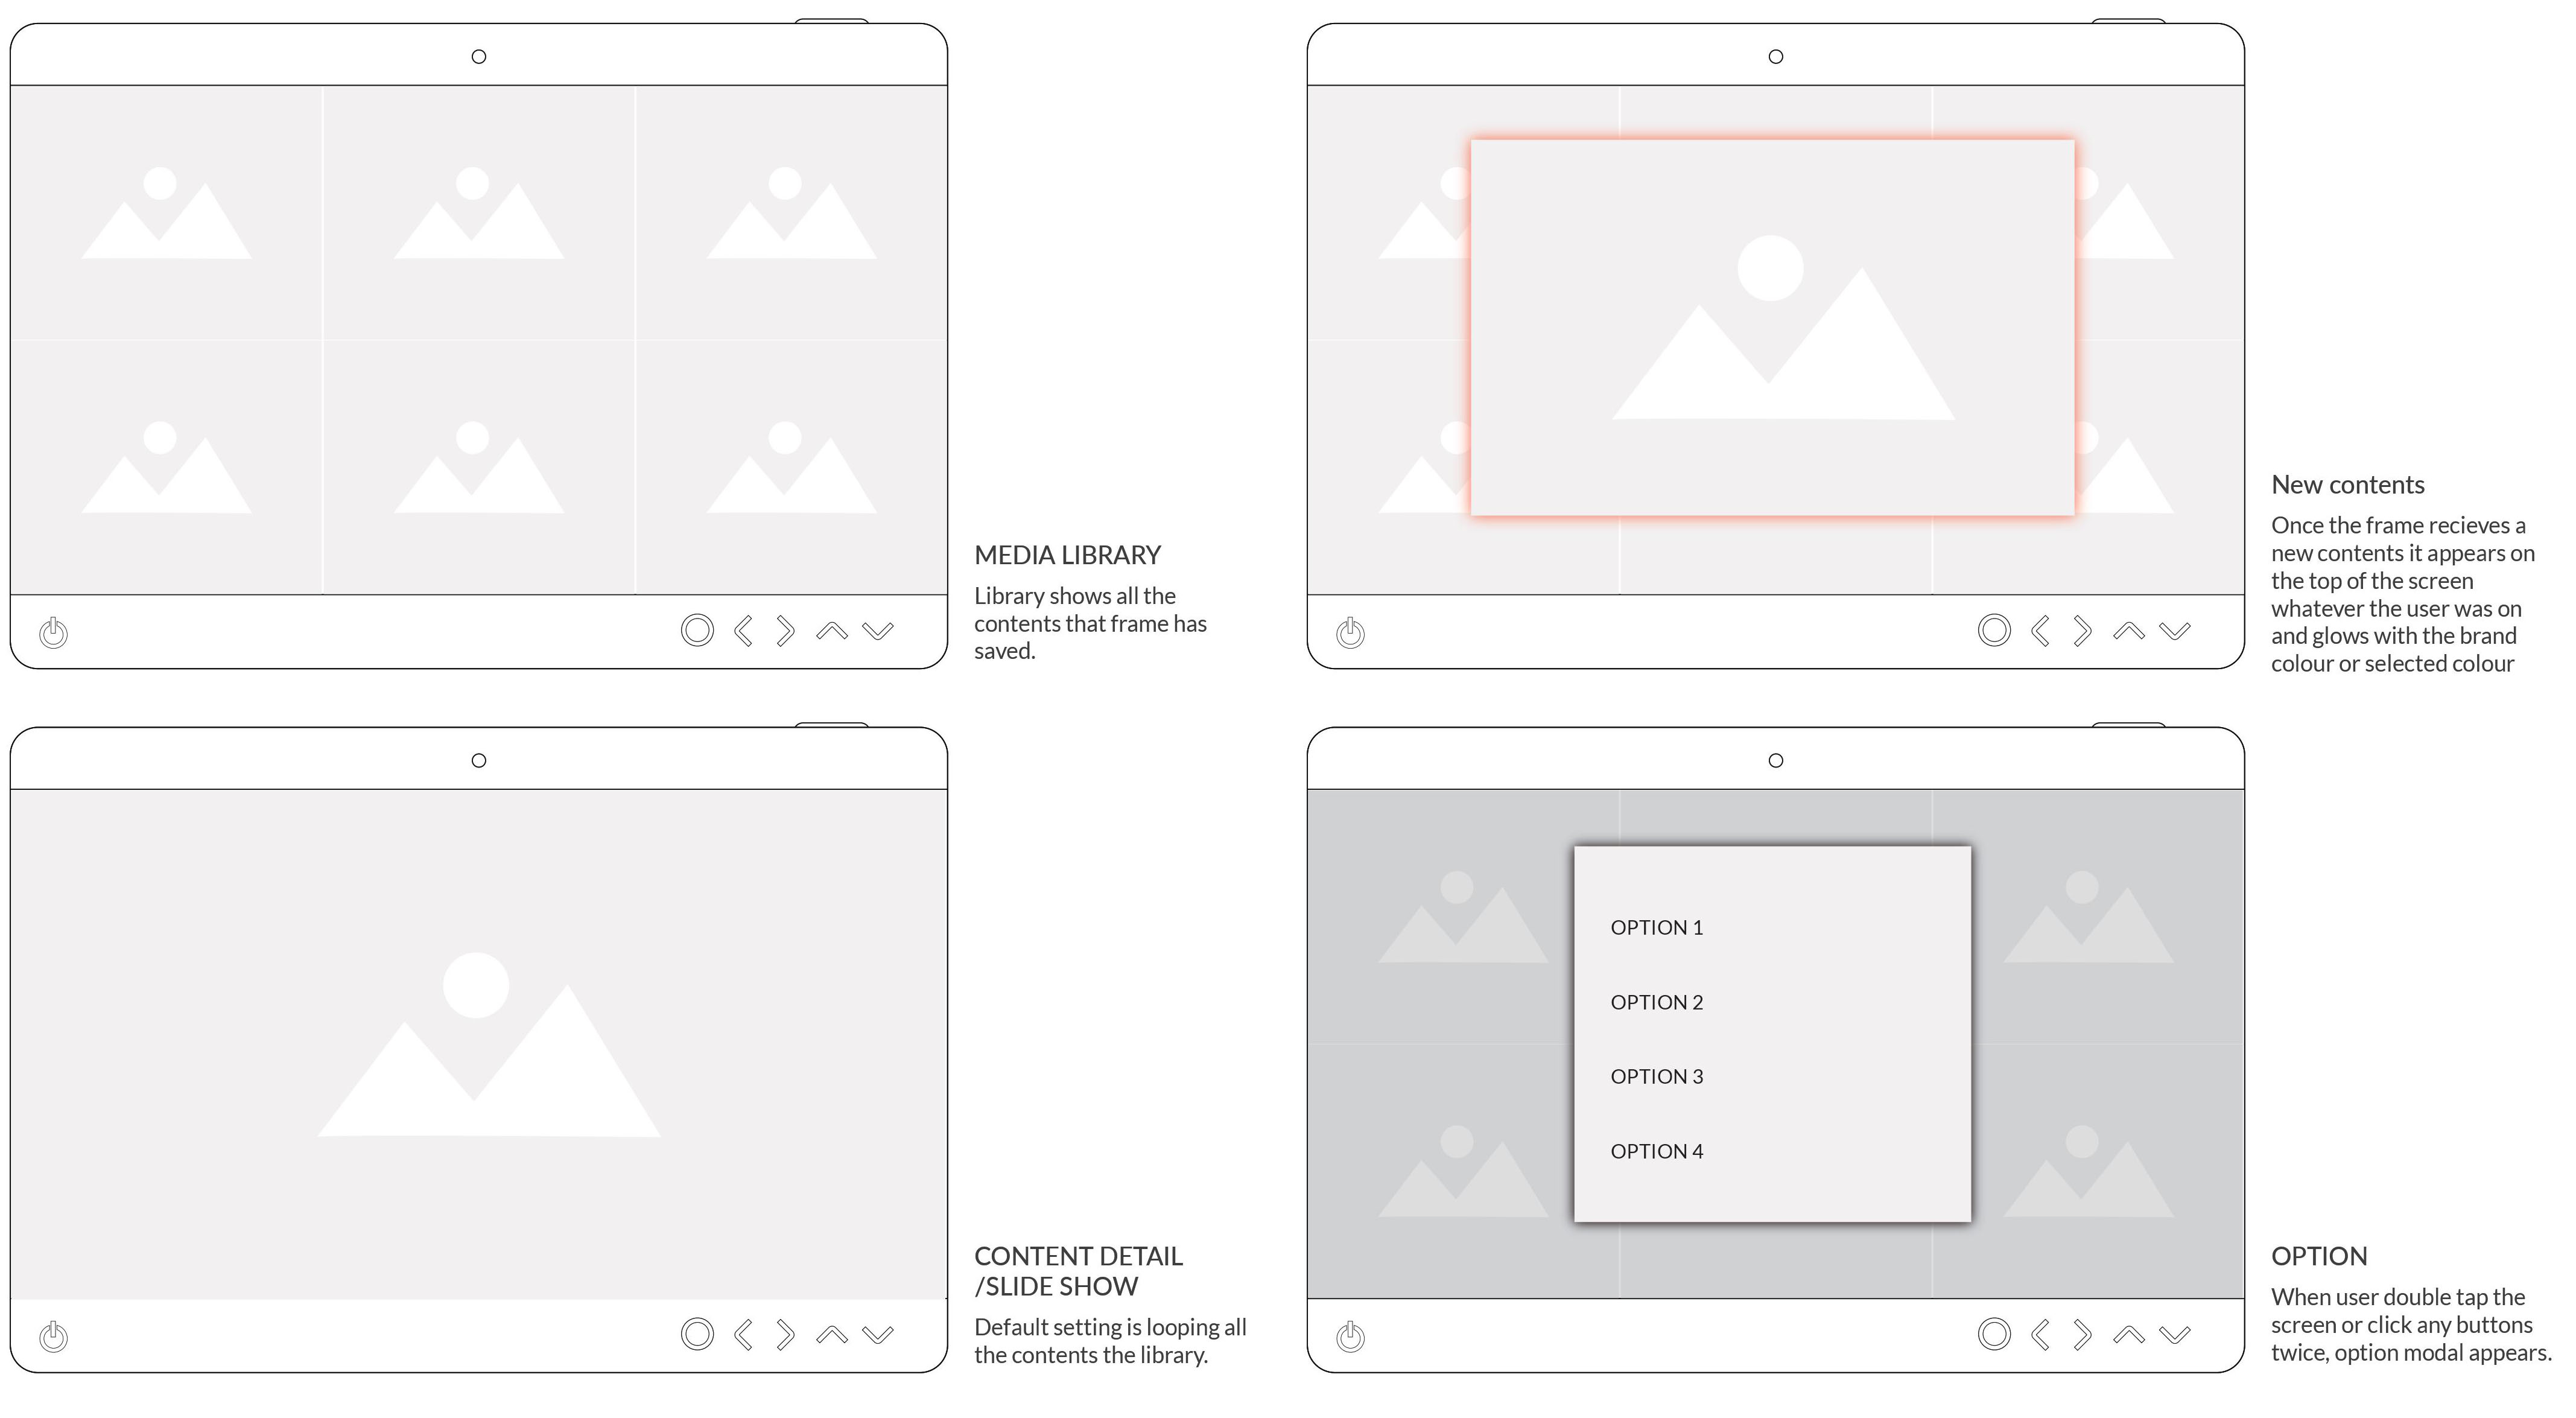 MEDIA LIBRARY
Library shows all the
contents that frame has
saved.
New contents
Once the frame recieves a
new contents it appears on
the top of the screen
whatever the user was on
and glows with the brand
colour or selected colour
CONTENT DETAIL
/SLIDE SHOW
Default setting is looping all
the contents the library.
OPTION 1
OPTION 2
OPTION 3
OPTION 4
OPTION
When user double tap the
screen or click any buttons
twice, option modal appears.